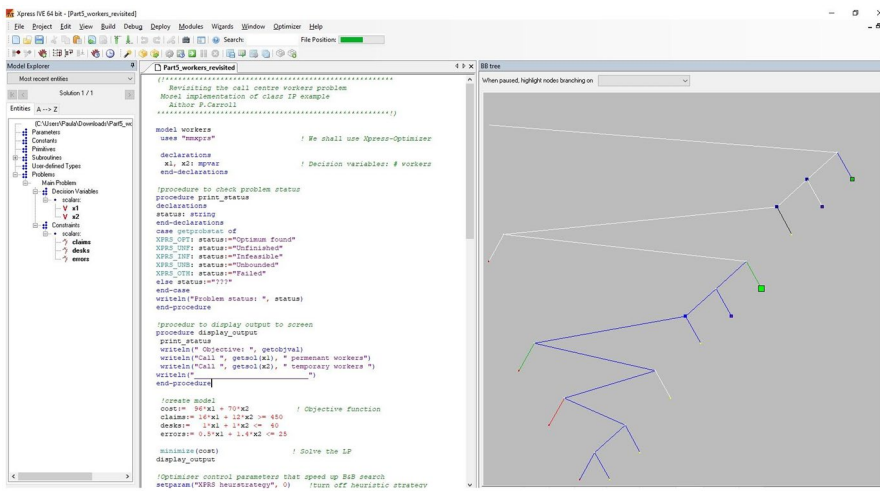 Xpress IVE 64 bit - [Part5_workers_revisited]
File Project Edit View Build Debug Deploy Modules Wizards Window Optimizer Help
Search: File Position:
Model Explorer
Most recent entities
Solution 1 / 1
Entities A --> Z
(C:\Users\Paula\Downloads\Part5_wo
Parameters
Constants
Primitives
Subroutines
User-defined Types
Problems
Main Problem
Decision Variables
scalars:
x1
x2
Constraints
scalars:
claims
desks
errors
Part5_workers_revisited
(!*****************************************************
Revisiting the call centre workers problem
Mosel implementation of class IP example
Aithor P.Carroll
*****************************************************!)
model workers
uses "mmxprs" ! We shall use Xpress-Optimizer
declarations
x1, x2: mpvar ! Decision variables: # workers
end-declarations
!procedure to check problem status
procedure print_status
declarations
status: string
end-declarations
case getprobstat of
XPRS_OPT: status:="Optimum found"
XPRS_UNF: status:="Unfinished"
XPRS_INF: status:="Infeasible"
XPRS_UNB: status:="Unbounded"
XPRS_OTH: status:="Failed"
else status:="???"
end-case
writeln("Problem status: ", status)
end-procedure
!procedur to display output to screen
procedure display_output
print_status
writeln(" Objective: ", getobjval)
writeln("Call ", getsol(x1), " permenant workers")
writeln("Call ", getsol(x2), " temporary workers ")
writeln("____________________________")
end-procedure
!create model
cost:= 96*x1 + 70*x2 ! Objective function
claims:= 16*x1 + 12*x2 >= 450
desks:= 1*x1 + 1*x2 <= 40
errors:= 0.5*x1 + 1.4*x2 <= 25
minimize(cost) ! Solve the LP
display_output
!Optimiser control parameters that speed up B&B search
setparam("XPRS_heurstrategy", 0) !turn off heuristic strategy
BB tree
When paused, highlight nodes branching on